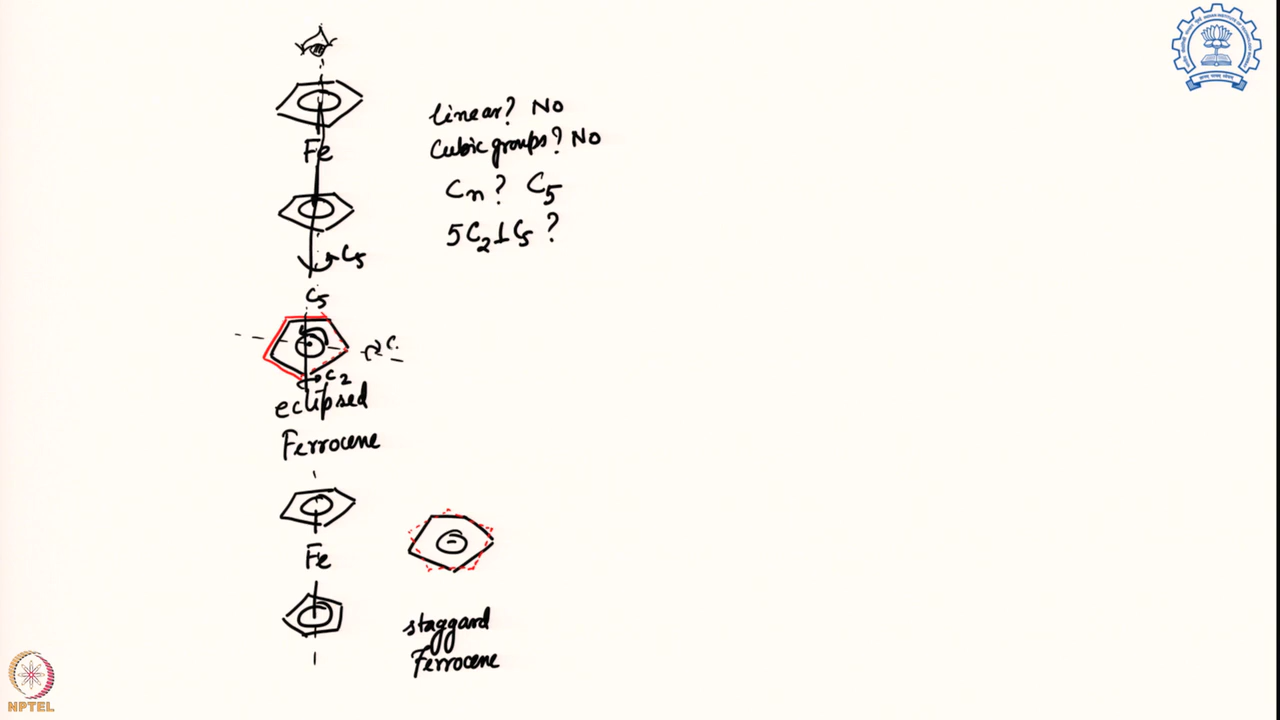 Fe
C5
C5
C2
C
eclipsed
Ferrocene
linear? No
Cubic groups? No
Cn? C5
5C2⊥C5?
Fe
staggard
Ferrocene
NPTEL